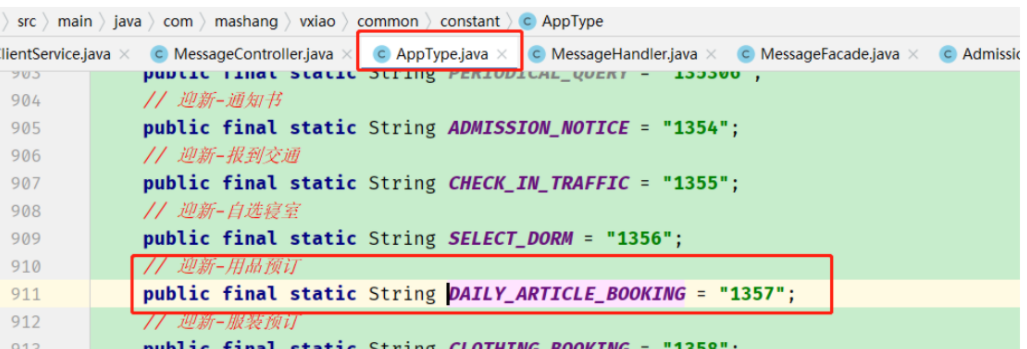 src main java com mashang vxiao common constant AppType
lientService.java MessageController.java AppType.java MessageHandler.java MessageFacade.java Admissio
903 public final static String PERIODICAL_QUERY = "135306";
904 // 迎新-通知书
905 public final static String ADMISSION_NOTICE = "1354";
906 // 迎新-报到交通
907 public final static String CHECK_IN_TRAFFIC = "1355";
908 // 迎新-自选寝室
909 public final static String SELECT_DORM = "1356";
910 // 迎新-用品预订
911 public final static String DAILY_ARTICLE_BOOKING = "1357";
912 // 迎新-服装预订
913 public final static String CLOTHING_BOOKING = "1358";